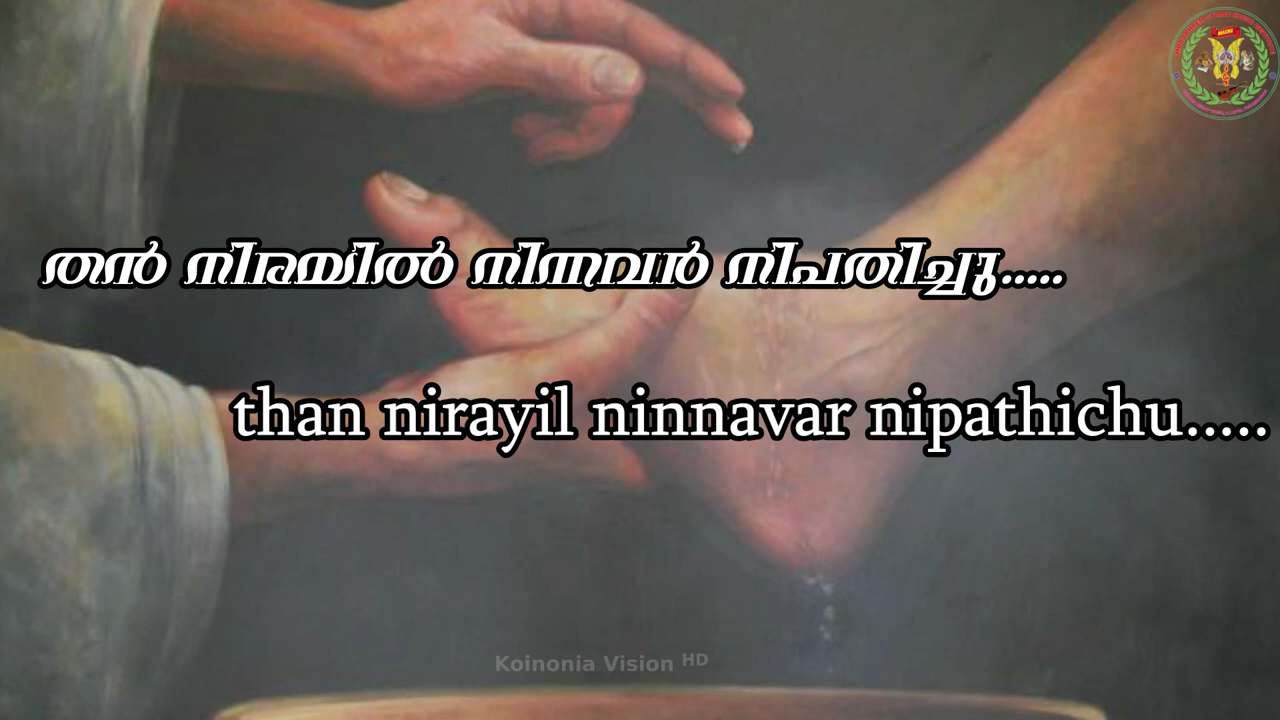 തൻ നിരയിൽ നിന്നവർ നിപതിച്ചു.....
than nirayil ninnavar nipathichu.....
Koinonia Vision HD